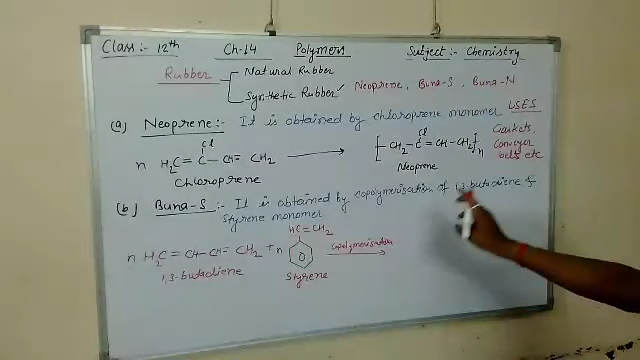 Class:- 12th Ch-14 Polymers Subject:- Chemistry
Rubber Natural Rubber
Synthetic Rubber✓ Neoprene, Buna-S, Buna-N
(a) Neoprene:- It is obtained by chloroprene monomer USES
Gaskets,
Conveyor
belts etc
n H₂C=C-CH=CH₂ → [CH₂-C=CH-CH₂]n
Cl Cl
Chloroprene Neoprene
(b) Buna-S:- It is obtained by copolymerisation of 1,3-butadiene &
Styrene monomer
n H₂C=CH-CH=CH₂ + n HC=CH₂ Copolymerisation →
1,3-butadiene Styrene